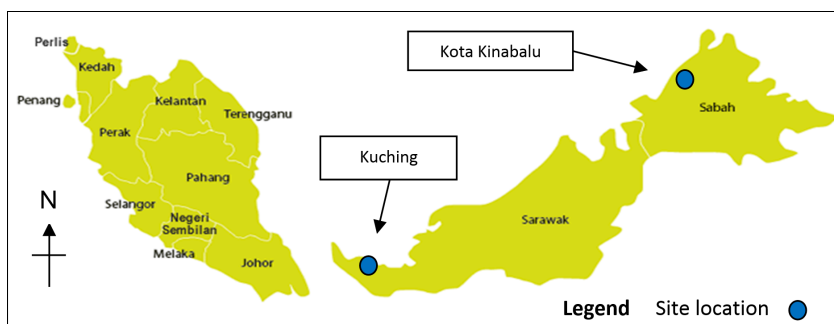 Perlis
Kedah
Penang
Kelantan
Terengganu
Perak
Pahang
Selangor
Negeri
Sembilan
Melaka
Johor
N
Kota Kinabalu
Sabah
Kuching
Sarawak
Legend Site location